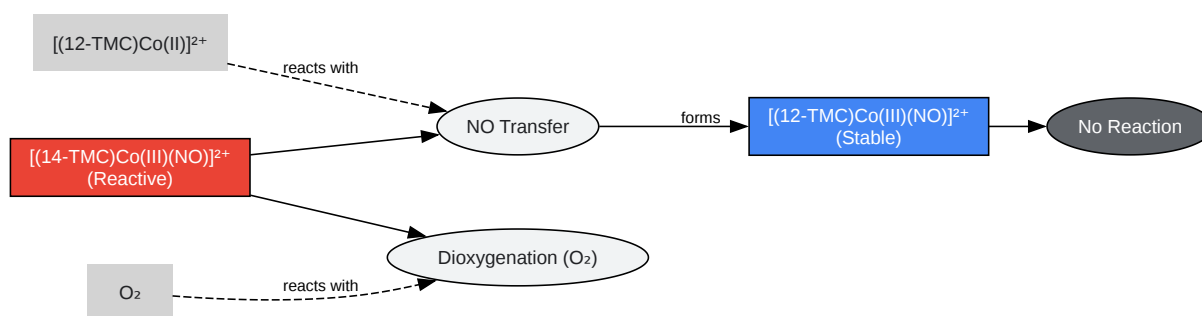 [(12-TMC)Co(II)]²⁺
reacts with
NO Transfer
forms
[(12-TMC)Co(III)(NO)]²⁺
(Stable)
No Reaction
[(14-TMC)Co(III)(NO)]²⁺
(Reactive)
Dioxygenation (O₂)
O₂
reacts with